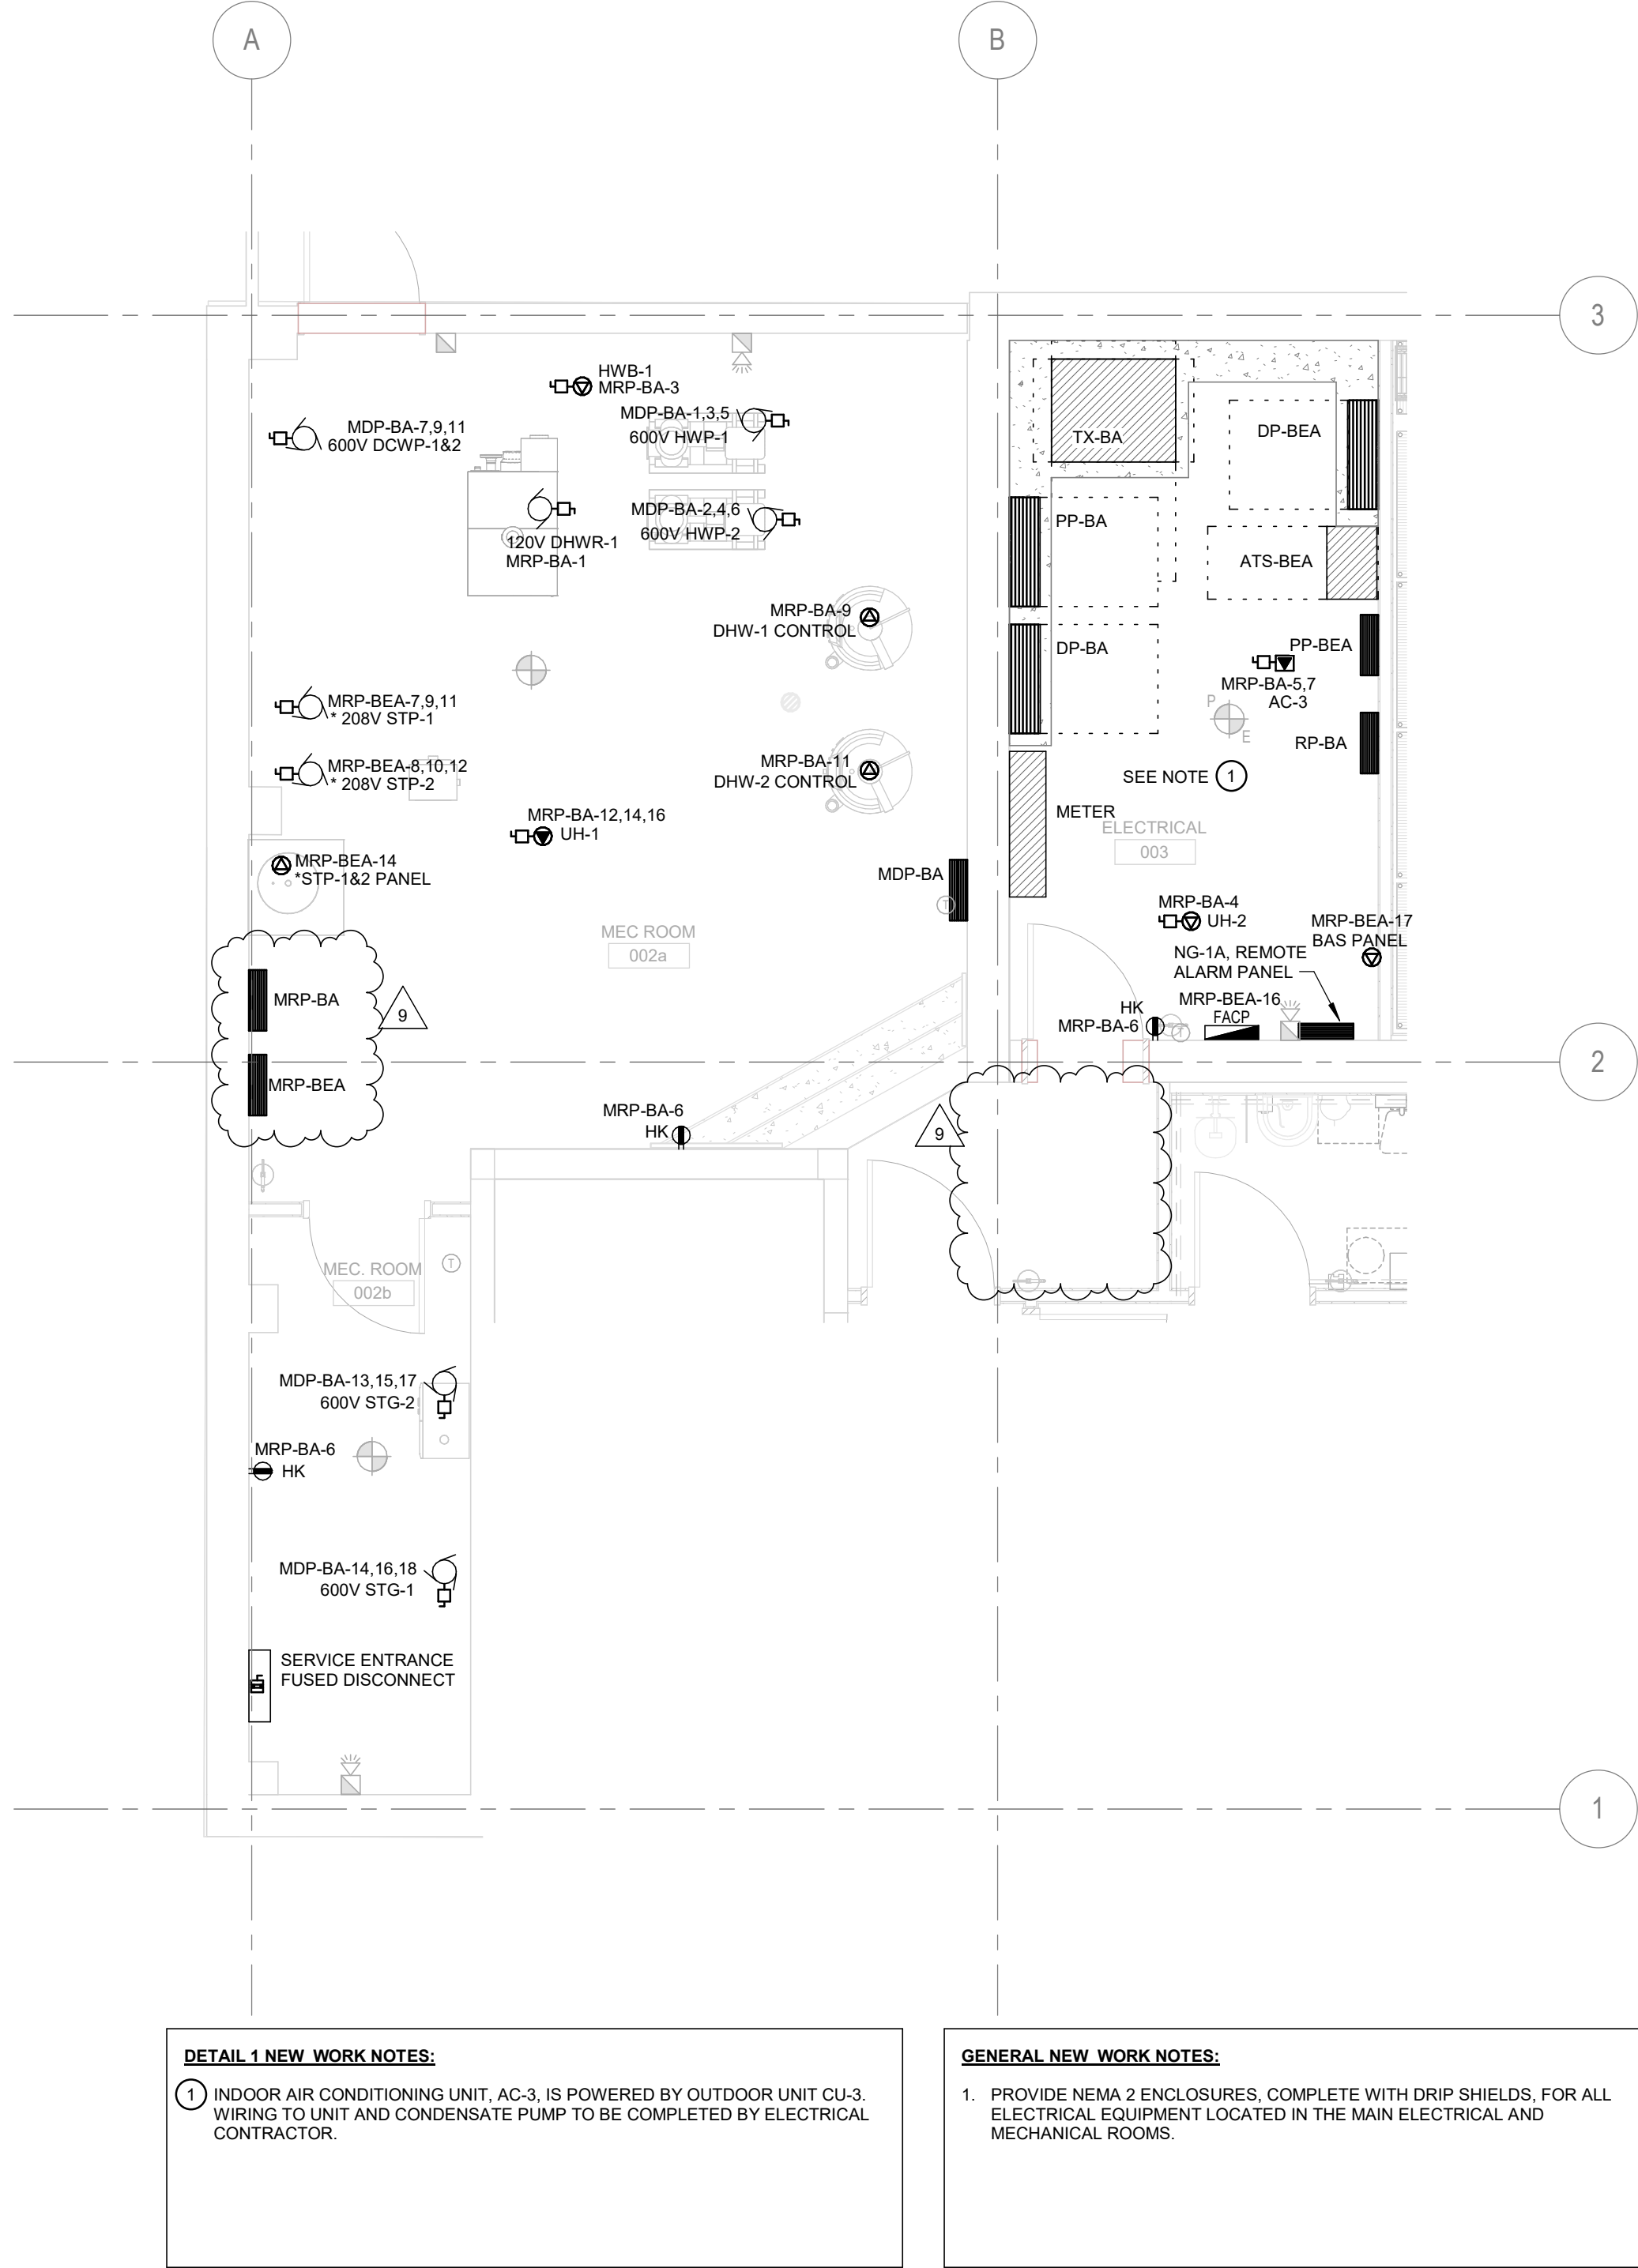 A
B
3
HWB-1
MRP-BA-3
MDP-BA-7,9,11
600V DCWP-1&2
MDP-BA-1,3,5
600V HWP-1
TX-BA
DP-BEA
MDP-BA-2,4,6
600V HWP-2
120V DHWR-1
MRP-BA-1
PP-BA
ATS-BEA
MRP-BA-9
DHW-1 CONTROL
DP-BA
PP-BEA
MRP-BA-5,7
AC-3
P
E
RP-BA
MRP-BEA-7,9,11
* 208V STP-1
MRP-BEA-8,10,12
* 208V STP-2
MRP-BA-11
DHW-2 CONTROL
SEE NOTE 1
MRP-BA-12,14,16
UH-1
METER
ELECTRICAL
003
MRP-BEA-14
*STP-1&2 PANEL
MDP-BA
T
MRP-BA-4
UH-2
MRP-BEA-17
BAS PANEL
MEC ROOM
002a
NG-1A, REMOTE
ALARM PANEL
MRP-BA
9
MRP-BEA-16
FACP
HK
MRP-BA-6
T
2
MRP-BEA
MRP-BA-6
HK
9
MEC. ROOM
002b
T
MDP-BA-13,15,17
600V STG-2
MRP-BA-6
HK
MDP-BA-14,16,18
600V STG-1
SERVICE ENTRANCE
FUSED DISCONNECT
1
DETAIL 1 NEW WORK NOTES:
1 INDOOR AIR CONDITIONING UNIT, AC-3, IS POWERED BY OUTDOOR UNIT CU-3.
WIRING TO UNIT AND CONDENSATE PUMP TO BE COMPLETED BY ELECTRICAL
CONTRACTOR.
GENERAL NEW WORK NOTES:
1. PROVIDE NEMA 2 ENCLOSURES, COMPLETE WITH DRIP SHIELDS, FOR ALL
ELECTRICAL EQUIPMENT LOCATED IN THE MAIN ELECTRICAL AND
MECHANICAL ROOMS.